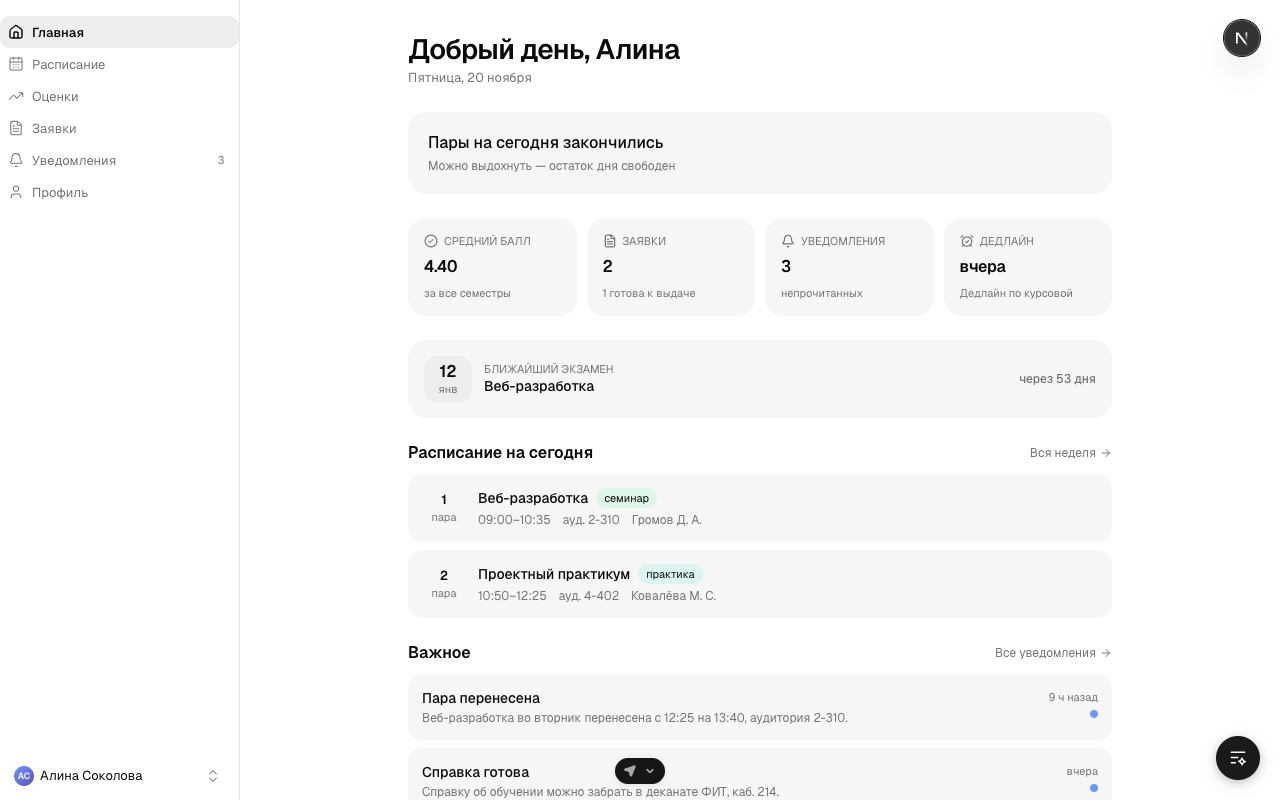 Главная
Расписание
Оценки
Заявки
Уведомления 3
Профиль
АС Алина Соколова
N
Добрый день, Алина
Пятница, 20 ноября
Пары на сегодня закончились
Можно выдохнуть — остаток дня свободен
СРЕДНИЙ БАЛЛ
4.40
за все семестры
ЗАЯВКИ
2
1 готова к выдаче
УВЕДОМЛЕНИЯ
3
непрочитанных
ДЕДЛАЙН
вчера
Дедлайн по курсовой
12
янв
БЛИЖАЙШИЙ ЭКЗАМЕН
Веб-разработка
через 53 дня
Расписание на сегодня
Вся неделя →
1
пара
Веб-разработка семинар
09:00–10:35 ауд. 2-310 Громов Д. А.
2
пара
Проектный практикум практика
10:50–12:25 ауд. 4-402 Ковалёва М. С.
Важное
Все уведомления →
Пара перенесена
9 ч назад
Веб-разработка во вторник перенесена с 12:25 на 13:40, аудитория 2-310.
Справка готова
вчера
Справку об обучении можно забрать в деканате ФИТ, каб. 214.